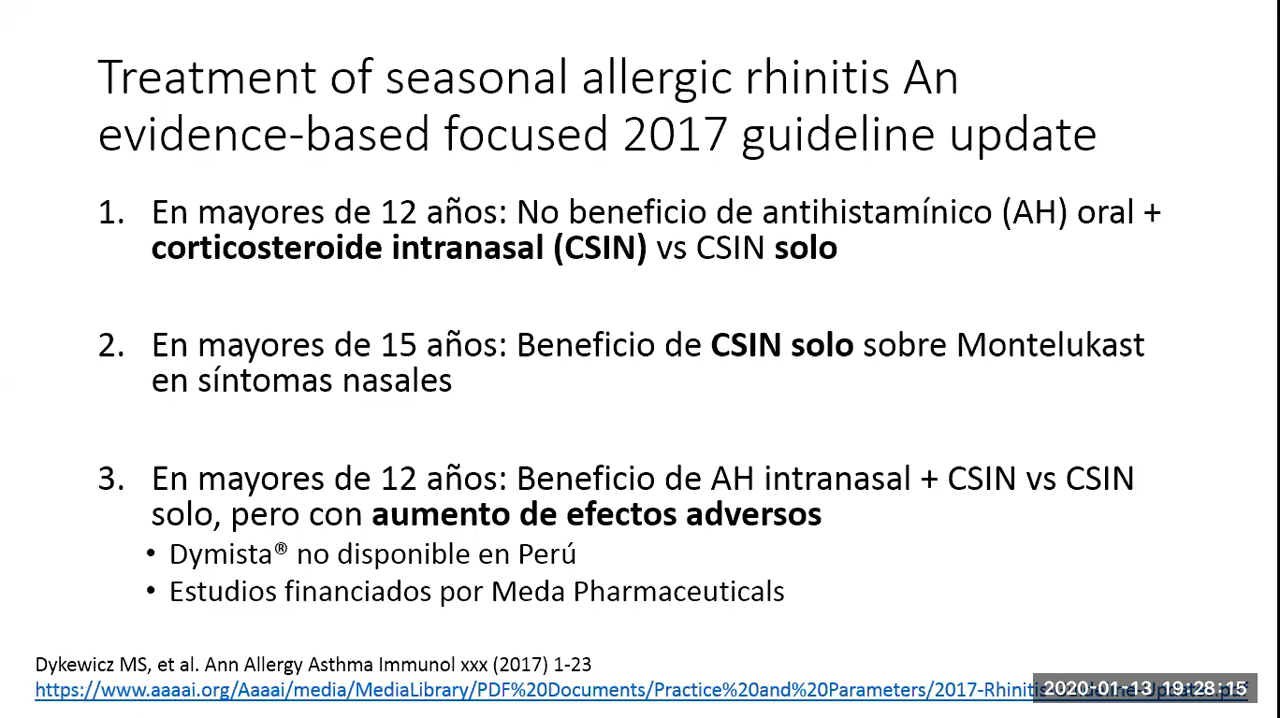 Treatment of seasonal allergic rhinitis An
evidence-based focused 2017 guideline update
1. En mayores de 12 años: No beneficio de antihistamínico (AH) oral +
corticosteroide intranasal (CSIN) vs CSIN solo
2. En mayores de 15 años: Beneficio de CSIN solo sobre Montelukast
en síntomas nasales
3. En mayores de 12 años: Beneficio de AH intranasal + CSIN vs CSIN
solo, pero con aumento de efectos adversos
• Dymista® no disponible en Perú
• Estudios financiados por Meda Pharmaceuticals
Dykewicz MS, et al. Ann Allergy Asthma Immunol xxx (2017) 1-23
https://www.aaaai.org/Aaaai/media/MediaLibrary/PDF%20Documents/Practice%20and%20Parameters/2017-Rhinitis
2020-01-13 19:28:15